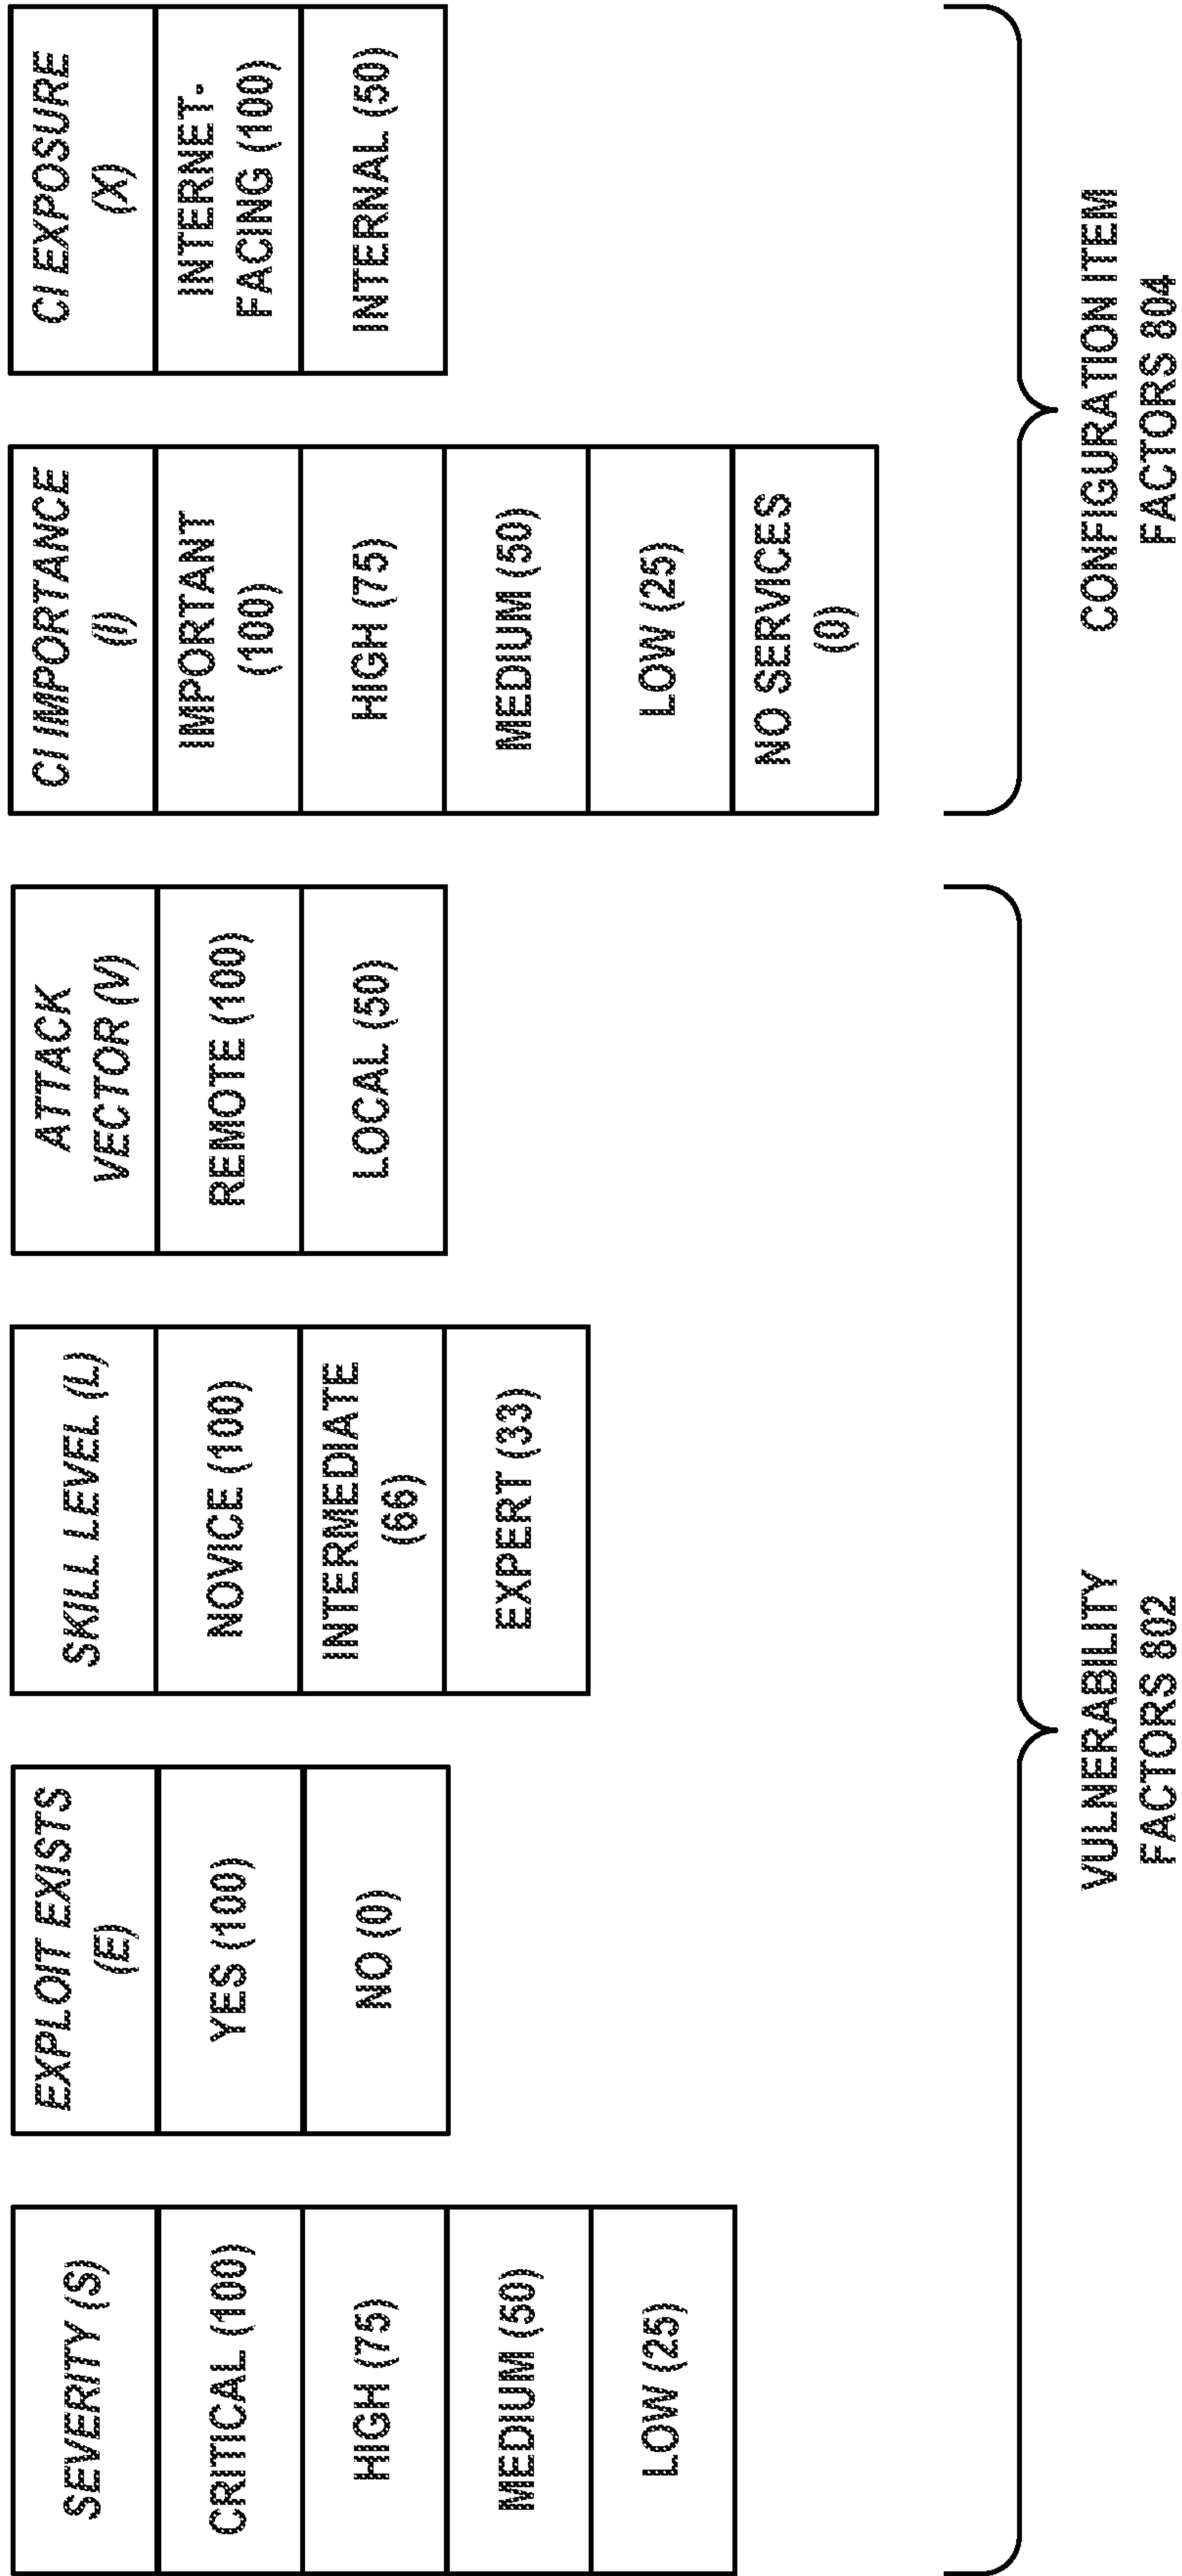 SEVERITY (S)
CRITICAL (100)
HIGH (75)
MEDIUM (50)
LOW (25)
EXPLOIT EXISTS
(E)
YES (100)
NO (0)
SKILL LEVEL (L)
NOVICE (100)
INTERMEDIATE
(66)
EXPERT (33)
ATTACK
VECTOR (V)
REMOTE (100)
LOCAL (50)
CI IMPORTANCE
(I)
IMPORTANT
(100)
HIGH (75)
MEDIUM (50)
LOW (25)
NO SERVICES
(0)
CI EXPOSURE
(X)
INTERNET-
FACING (100)
INTERNAL (50)
VULNERABILITY
FACTORS 802
CONFIGURATION ITEM
FACTORS 804